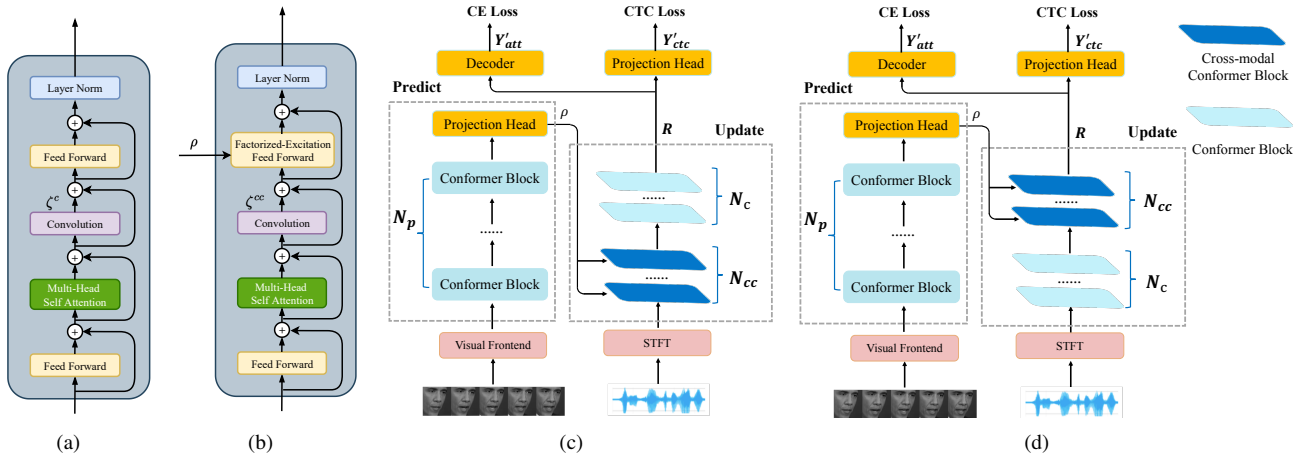 Layer Norm
+
Feed Forward
+
ζ^c
Convolution
+
Multi-Head
Self Attention
+
Feed Forward
(a)
Layer Norm
+
ρ
Factorized-Excitation
Feed Forward
+
ζ^cc
Convolution
+
Multi-Head
Self Attention
+
Feed Forward
(b)
CE Loss
CTC Loss
Y'_att
Y'_ctc
Decoder
Projection Head
Predict
ρ
Projection Head
R
Update
Conformer Block
......
N_c
N_p
......
......
N_cc
Conformer Block
Visual Frontend
STFT
(c)
CE Loss
CTC Loss
Y'_att
Y'_ctc
Decoder
Projection Head
Predict
ρ
Projection Head
R
Update
Conformer Block
......
N_cc
N_p
......
......
N_c
Conformer Block
Visual Frontend
STFT
(d)
Cross-modal
Conformer Block
Conformer Block